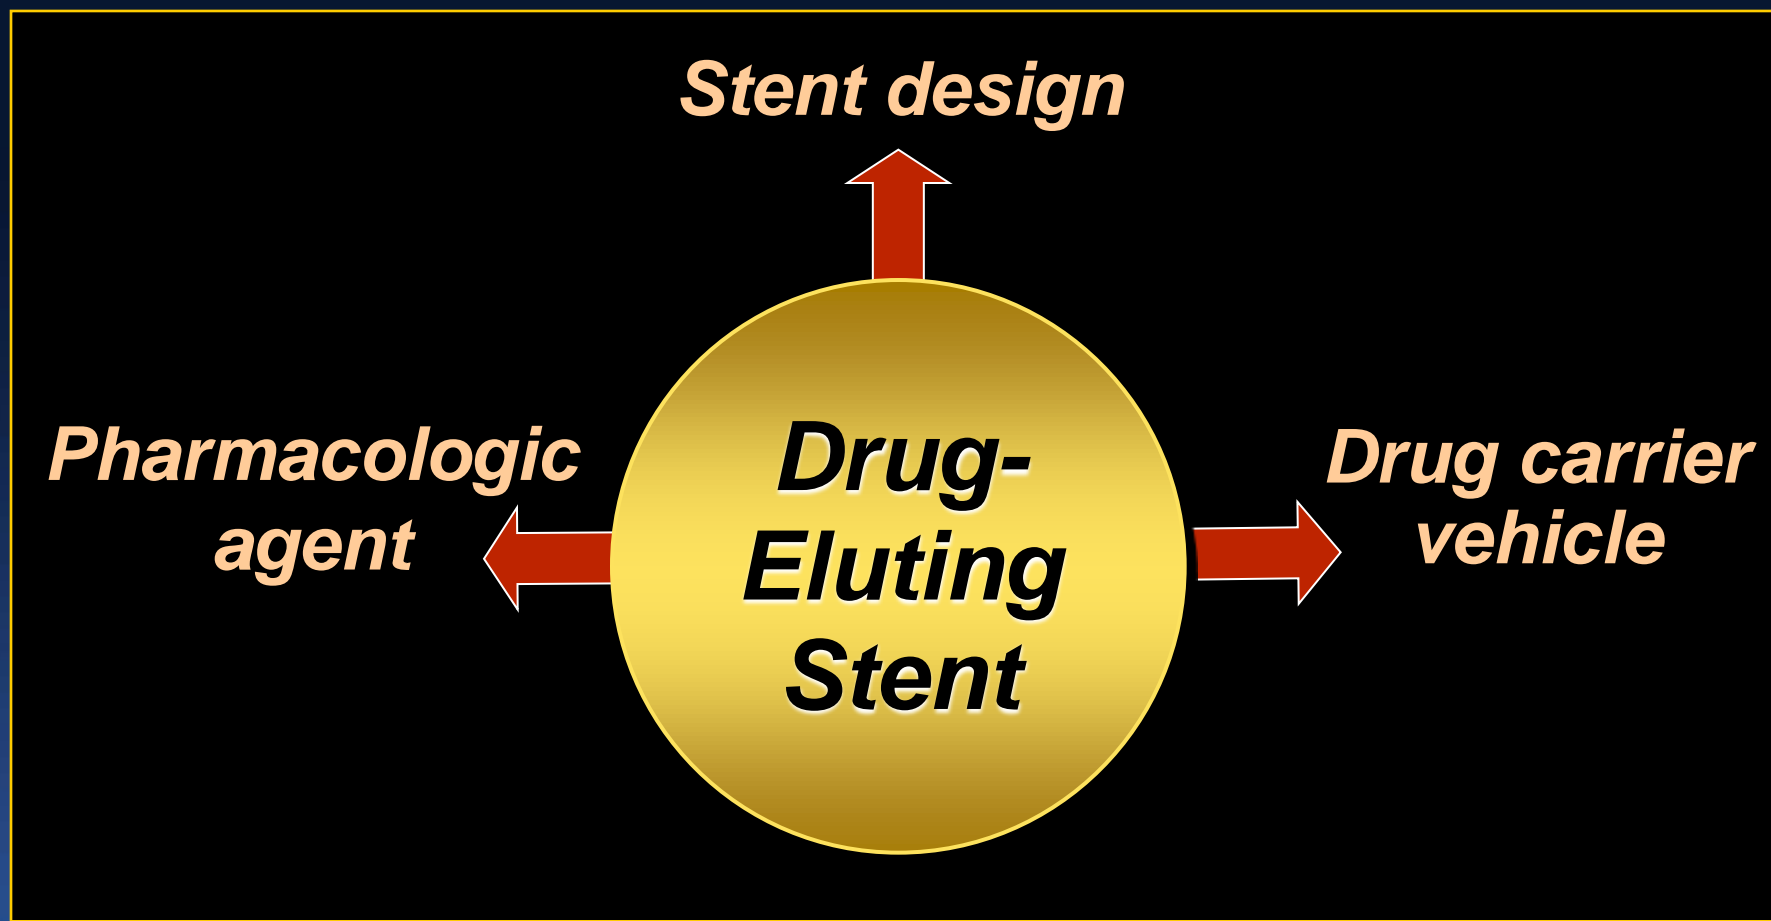 Stent design
Pharmacologic
agent
Drug-
Eluting
Stent
Drug carrier
vehicle